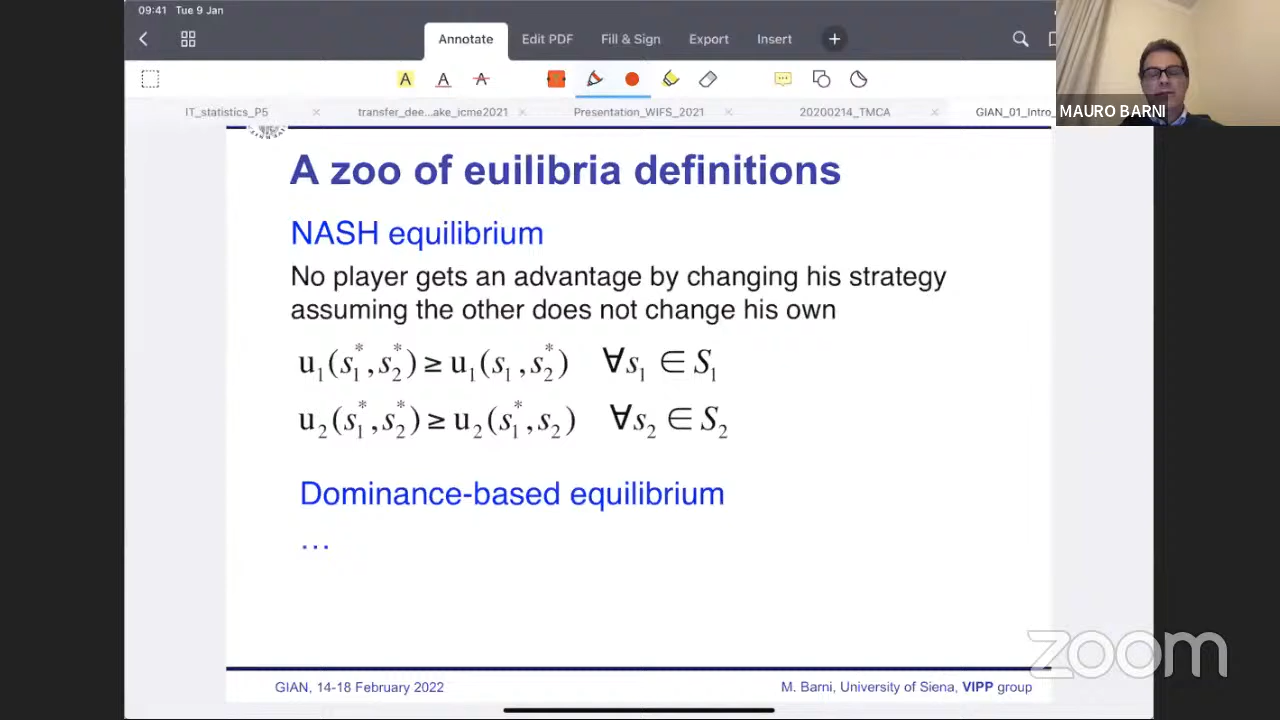 09:41 Tue 9 Jan
Annotate Edit PDF Fill & Sign Export Insert
A A A
IT_statistics_P5 transfer_dee...ake_icme2021 Presentation_WIFS_2021 20200214_TMCA GIAN_01_Intro_
MAURO BARNI
A zoo of euilibria definitions
NASH equilibrium
No player gets an advantage by changing his strategy
assuming the other does not change his own
u₁(s₁*,s₂*) ≥ u₁(s₁,s₂*) ∀s₁ ∈ S₁
u₂(s₁*,s₂*) ≥ u₂(s₁*,s₂) ∀s₂ ∈ S₂
Dominance-based equilibrium
…
zoom
GIAN, 14-18 February 2022 M. Barni, University of Siena, VIPP group